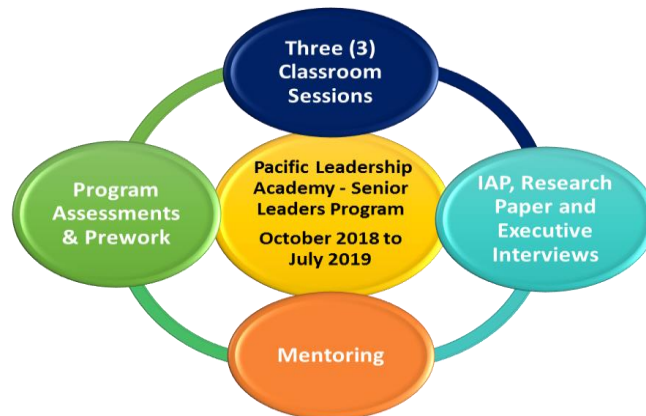 Three (3)
Classroom
Sessions
Program
Assessments
& Prework
Pacific Leadership
Academy - Senior
Leaders Program
October 2018 to
July 2019
IAP, Research
Paper and
Executive
Interviews
Mentoring